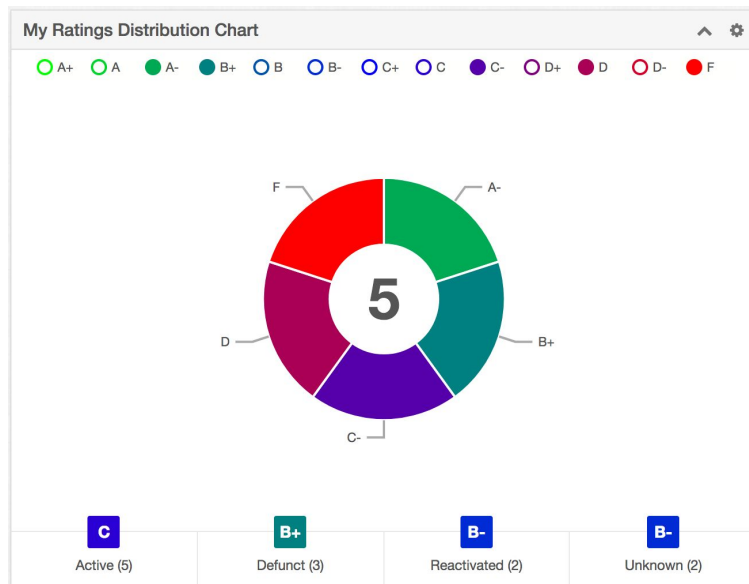 My Ratings Distribution Chart
A+ A A- B+ B B- C+ C C- D+ D D- F
F A-
5
D B+
C-
C B+ B- B-
Active (5) Defunct (3) Reactivated (2) Unknown (2)